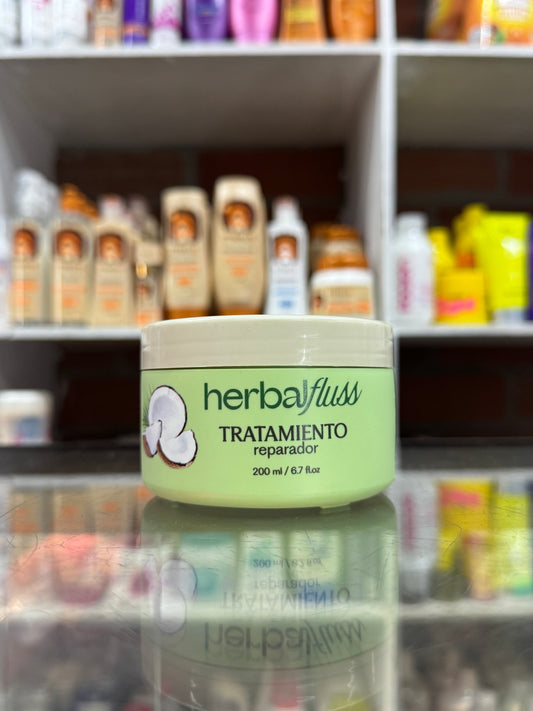 herbalfluss
TRATAMIENTO
reparador
200 ml / 6.7 fl.oz